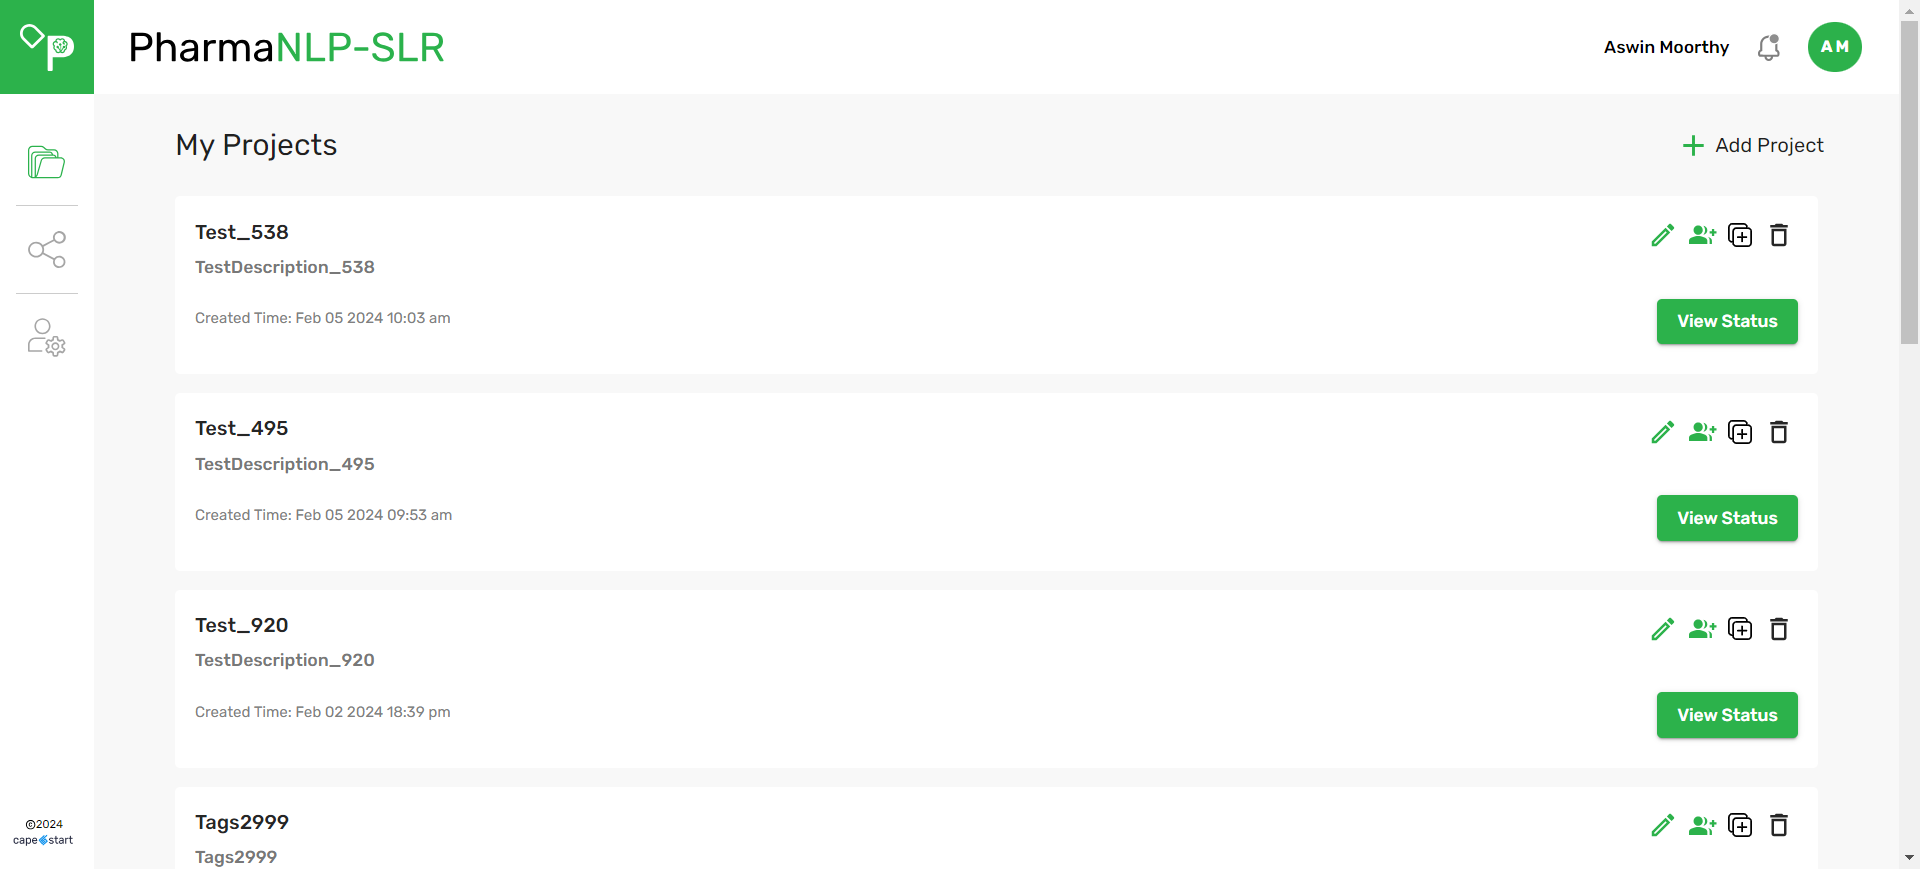 P
PharmaNLP-SLR
Aswin Moorthy
AM
My Projects
Add Project
Test_538
TestDescription_538
Created Time: Feb 05 2024 10:03 am
View Status
Test_495
TestDescription_495
Created Time: Feb 05 2024 09:53 am
View Status
Test_920
TestDescription_920
Created Time: Feb 02 2024 18:39 pm
View Status
Tags2999
Tags2999
©2024
capestart